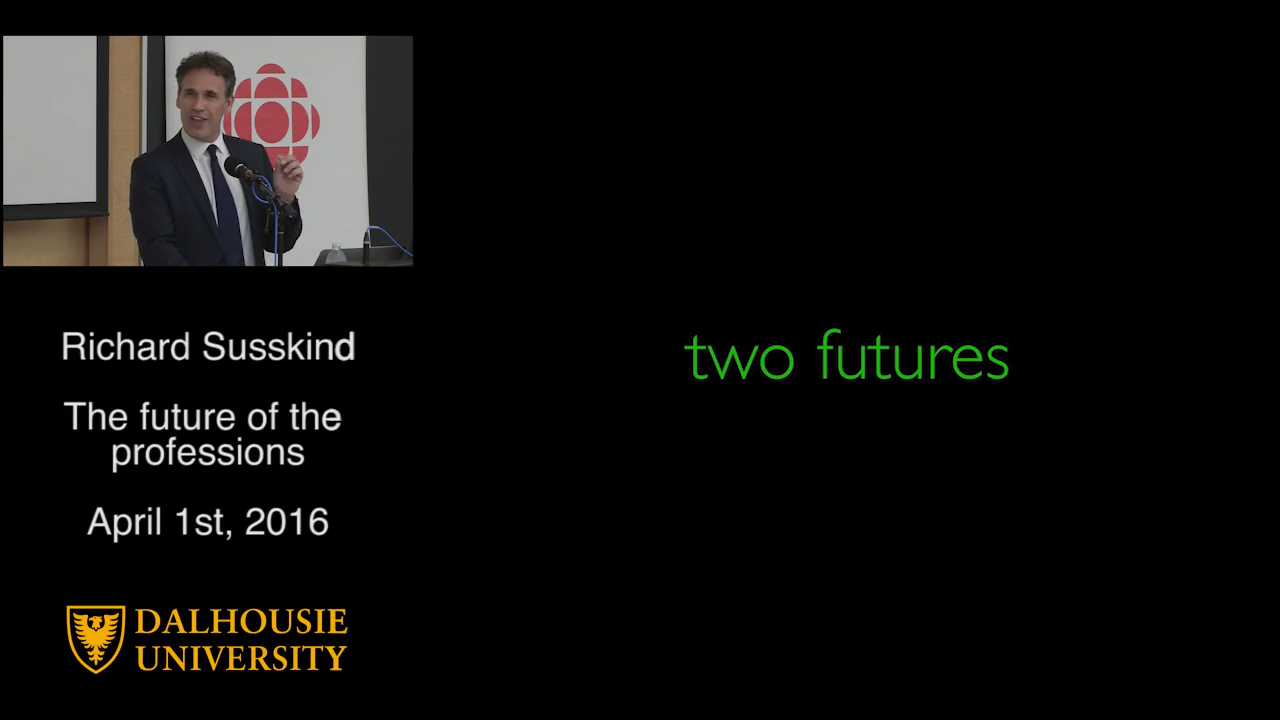 Richard Susskind
The future of the
professions
April 1st, 2016
DALHOUSIE
UNIVERSITY
two futures